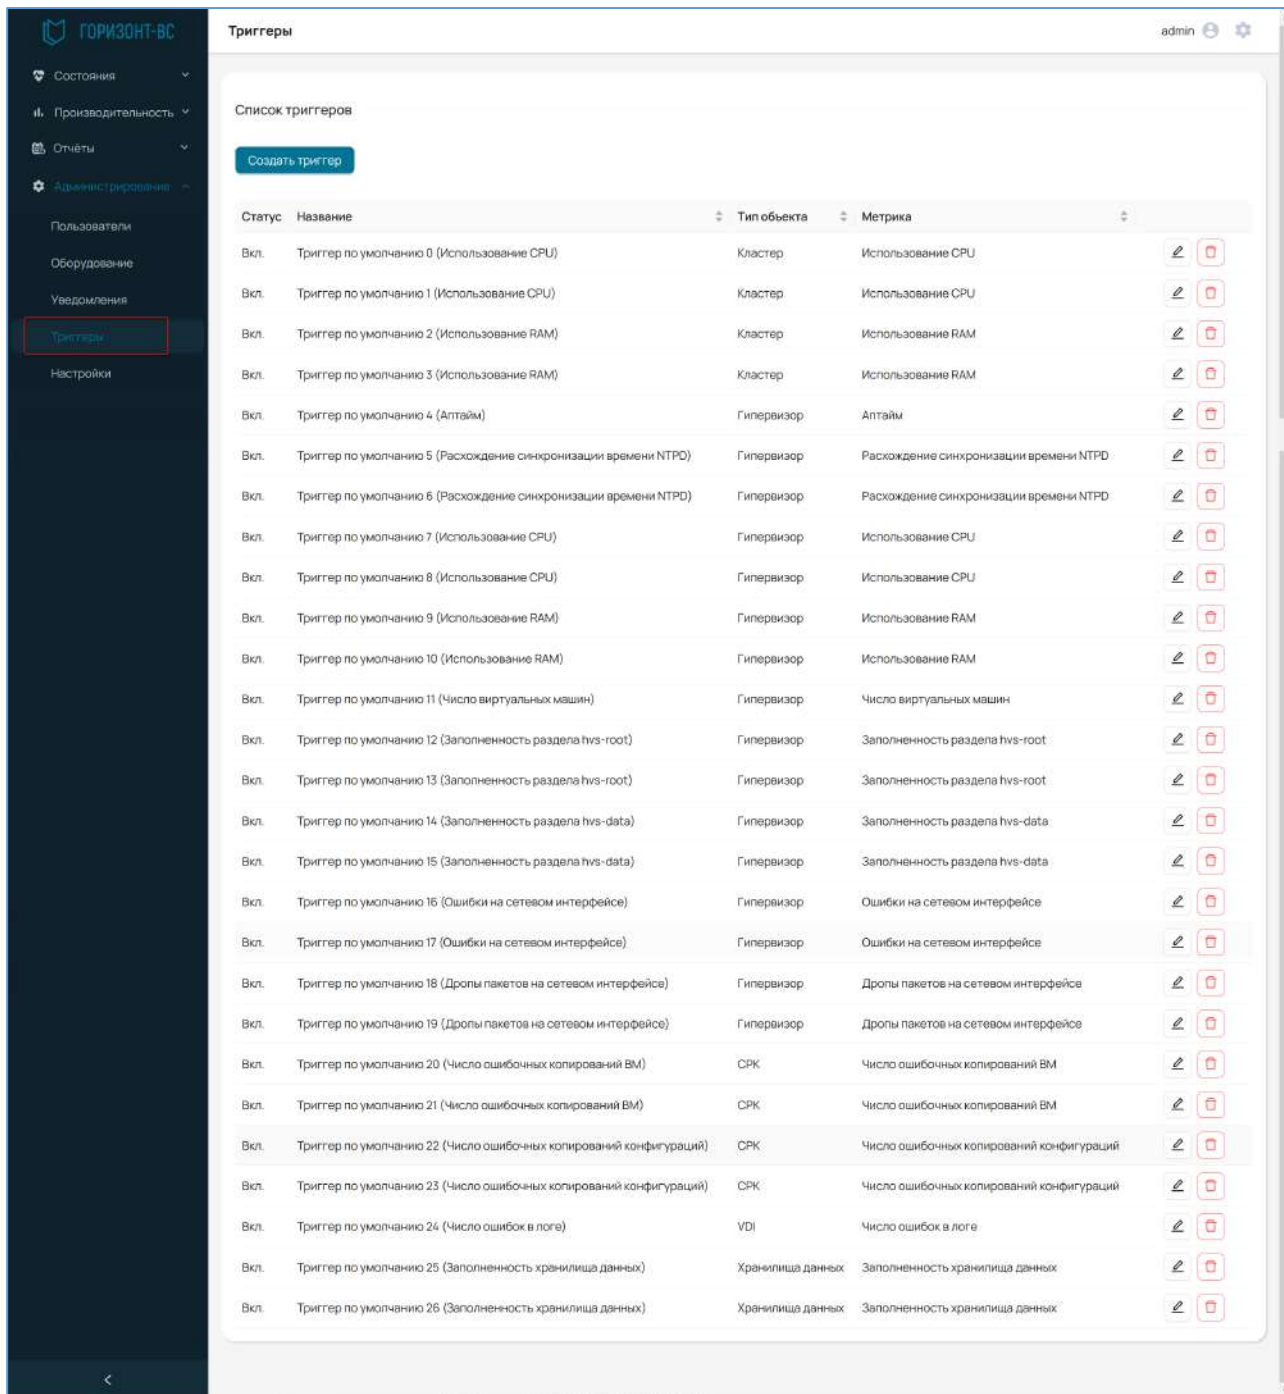 ГОРИЗОНТ-ВС
Триггеры
admin
Состояния
Производительность
Отчёты
Администрирование
Пользователи
Оборудование
Уведомления
Триггеры
Настройки
Список триггеров
Создать триггер
Статус Название Тип объекта Метрика
Вкл. Триггер по умолчанию 0 (Использование CPU) Кластер Использование CPU
Вкл. Триггер по умолчанию 1 (Использование CPU) Кластер Использование CPU
Вкл. Триггер по умолчанию 2 (Использование RAM) Кластер Использование RAM
Вкл. Триггер по умолчанию 3 (Использование RAM) Кластер Использование RAM
Вкл. Триггер по умолчанию 4 (Аптайм) Гипервизор Аптайм
Вкл. Триггер по умолчанию 5 (Расхождение синхронизации времени NTPD) Гипервизор Расхождение синхронизации времени NTPD
Вкл. Триггер по умолчанию 6 (Расхождение синхронизации времени NTPD) Гипервизор Расхождение синхронизации времени NTPD
Вкл. Триггер по умолчанию 7 (Использование CPU) Гипервизор Использование CPU
Вкл. Триггер по умолчанию 8 (Использование CPU) Гипервизор Использование CPU
Вкл. Триггер по умолчанию 9 (Использование RAM) Гипервизор Использование RAM
Вкл. Триггер по умолчанию 10 (Использование RAM) Гипервизор Использование RAM
Вкл. Триггер по умолчанию 11 (Число виртуальных машин) Гипервизор Число виртуальных машин
Вкл. Триггер по умолчанию 12 (Заполненность раздела hvs-root) Гипервизор Заполненность раздела hvs-root
Вкл. Триггер по умолчанию 13 (Заполненность раздела hvs-root) Гипервизор Заполненность раздела hvs-root
Вкл. Триггер по умолчанию 14 (Заполненность раздела hvs-data) Гипервизор Заполненность раздела hvs-data
Вкл. Триггер по умолчанию 15 (Заполненность раздела hvs-data) Гипервизор Заполненность раздела hvs-data
Вкл. Триггер по умолчанию 16 (Ошибки на сетевом интерфейсе) Гипервизор Ошибки на сетевом интерфейсе
Вкл. Триггер по умолчанию 17 (Ошибки на сетевом интерфейсе) Гипервизор Ошибки на сетевом интерфейсе
Вкл. Триггер по умолчанию 18 (Дропы пакетов на сетевом интерфейсе) Гипервизор Дропы пакетов на сетевом интерфейсе
Вкл. Триггер по умолчанию 19 (Дропы пакетов на сетевом интерфейсе) Гипервизор Дропы пакетов на сетевом интерфейсе
Вкл. Триггер по умолчанию 20 (Число ошибочных копирований ВМ) СРК Число ошибочных копирований ВМ
Вкл. Триггер по умолчанию 21 (Число ошибочных копирований ВМ) СРК Число ошибочных копирований ВМ
Вкл. Триггер по умолчанию 22 (Число ошибочных копирований конфигураций) СРК Число ошибочных копирований конфигураций
Вкл. Триггер по умолчанию 23 (Число ошибочных копирований конфигураций) СРК Число ошибочных копирований конфигураций
Вкл. Триггер по умолчанию 24 (Число ошибок в логе) VDI Число ошибок в логе
Вкл. Триггер по умолчанию 25 (Заполненность хранилища данных) Хранилища данных Заполненность хранилища данных
Вкл. Триггер по умолчанию 26 (Заполненность хранилища данных) Хранилища данных Заполненность хранилища данных